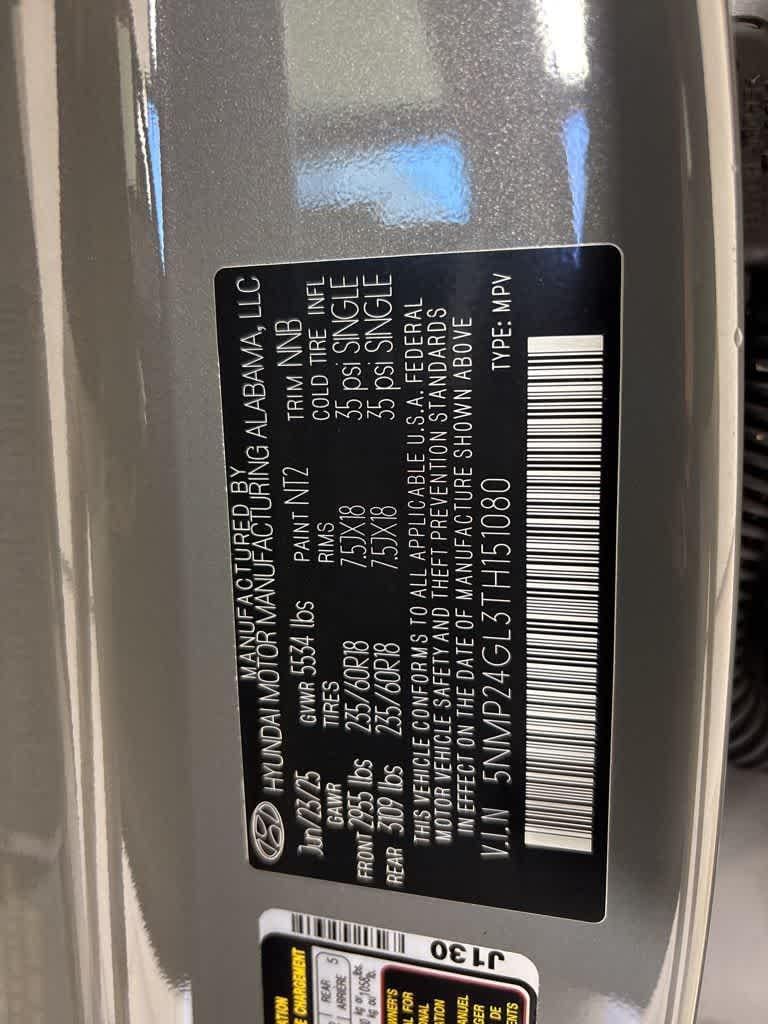 MANUFACTURED BY
HYUNDAI MOTOR MANUFACTURING ALABAMA, LLC
Jun/23/25 GVWR 5534 lbs PAINT NT2 TRIM NNB
GAWR TIRES RIMS COLD TIRE INFL
FRONT 2955 lbs 235/60R18 7.5JX18 35 psi SINGLE
REAR 3109 lbs 235/60R18 7.5JX18 35 psi SINGLE
THIS VEHICLE CONFORMS TO ALL APPLICABLE U.S.A. FEDERAL
MOTOR VEHICLE SAFETY AND THEFT PREVENTION STANDARDS
IN EFFECT ON THE DATE OF MANUFACTURE SHOWN ABOVE
V.I.N 5NMP24GL3TH151080 TYPE: MPV
J130
CHARGEMENT
REAR 5
ARRIÈRE